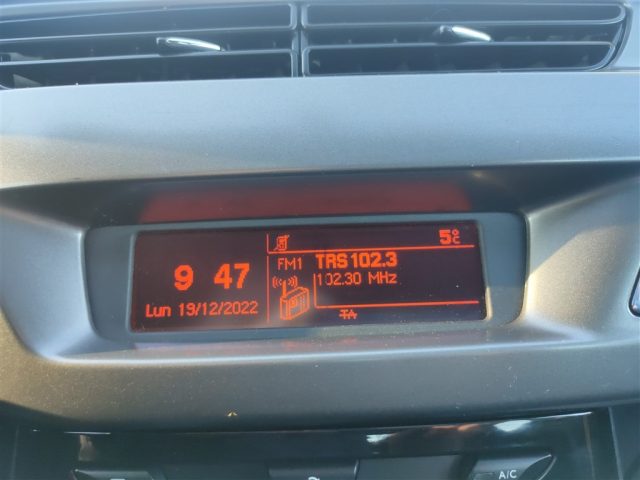 5°C
FM1 TRS 102.3
9 47
102.30 MHz
Lun 19/12/2022
TA
A/C